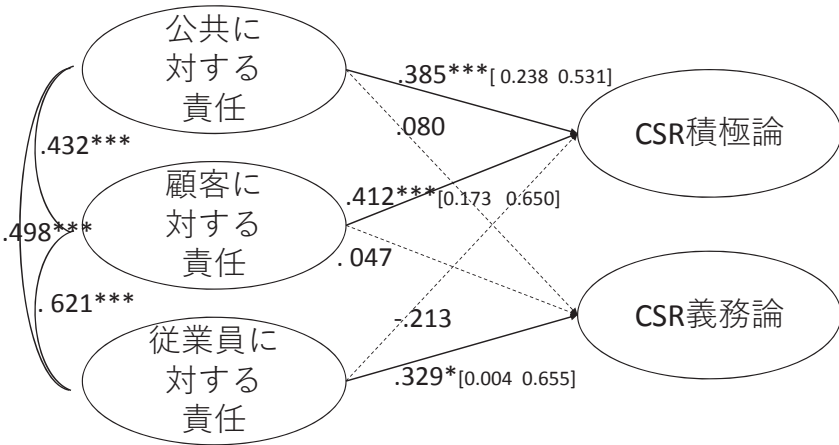 公共に
対する
責任
.385***[ 0.238 0.531]
.080
CSR積極論
.432***
顧客に
対する
責任
.412***[0.173 0.650]
.498***
. 047
. 621***
-.213
CSR義務論
従業員に
対する
責任
.329*[0.004 0.655]